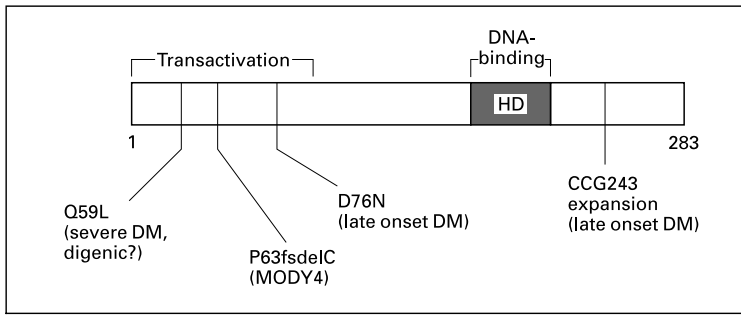 DNA-
Transactivation
binding
HD
1
283
Q59L
(severe DM,
digenic?)
P63fsdelC
(MODY4)
D76N
(late onset DM)
CCG243
expansion
(late onset DM)